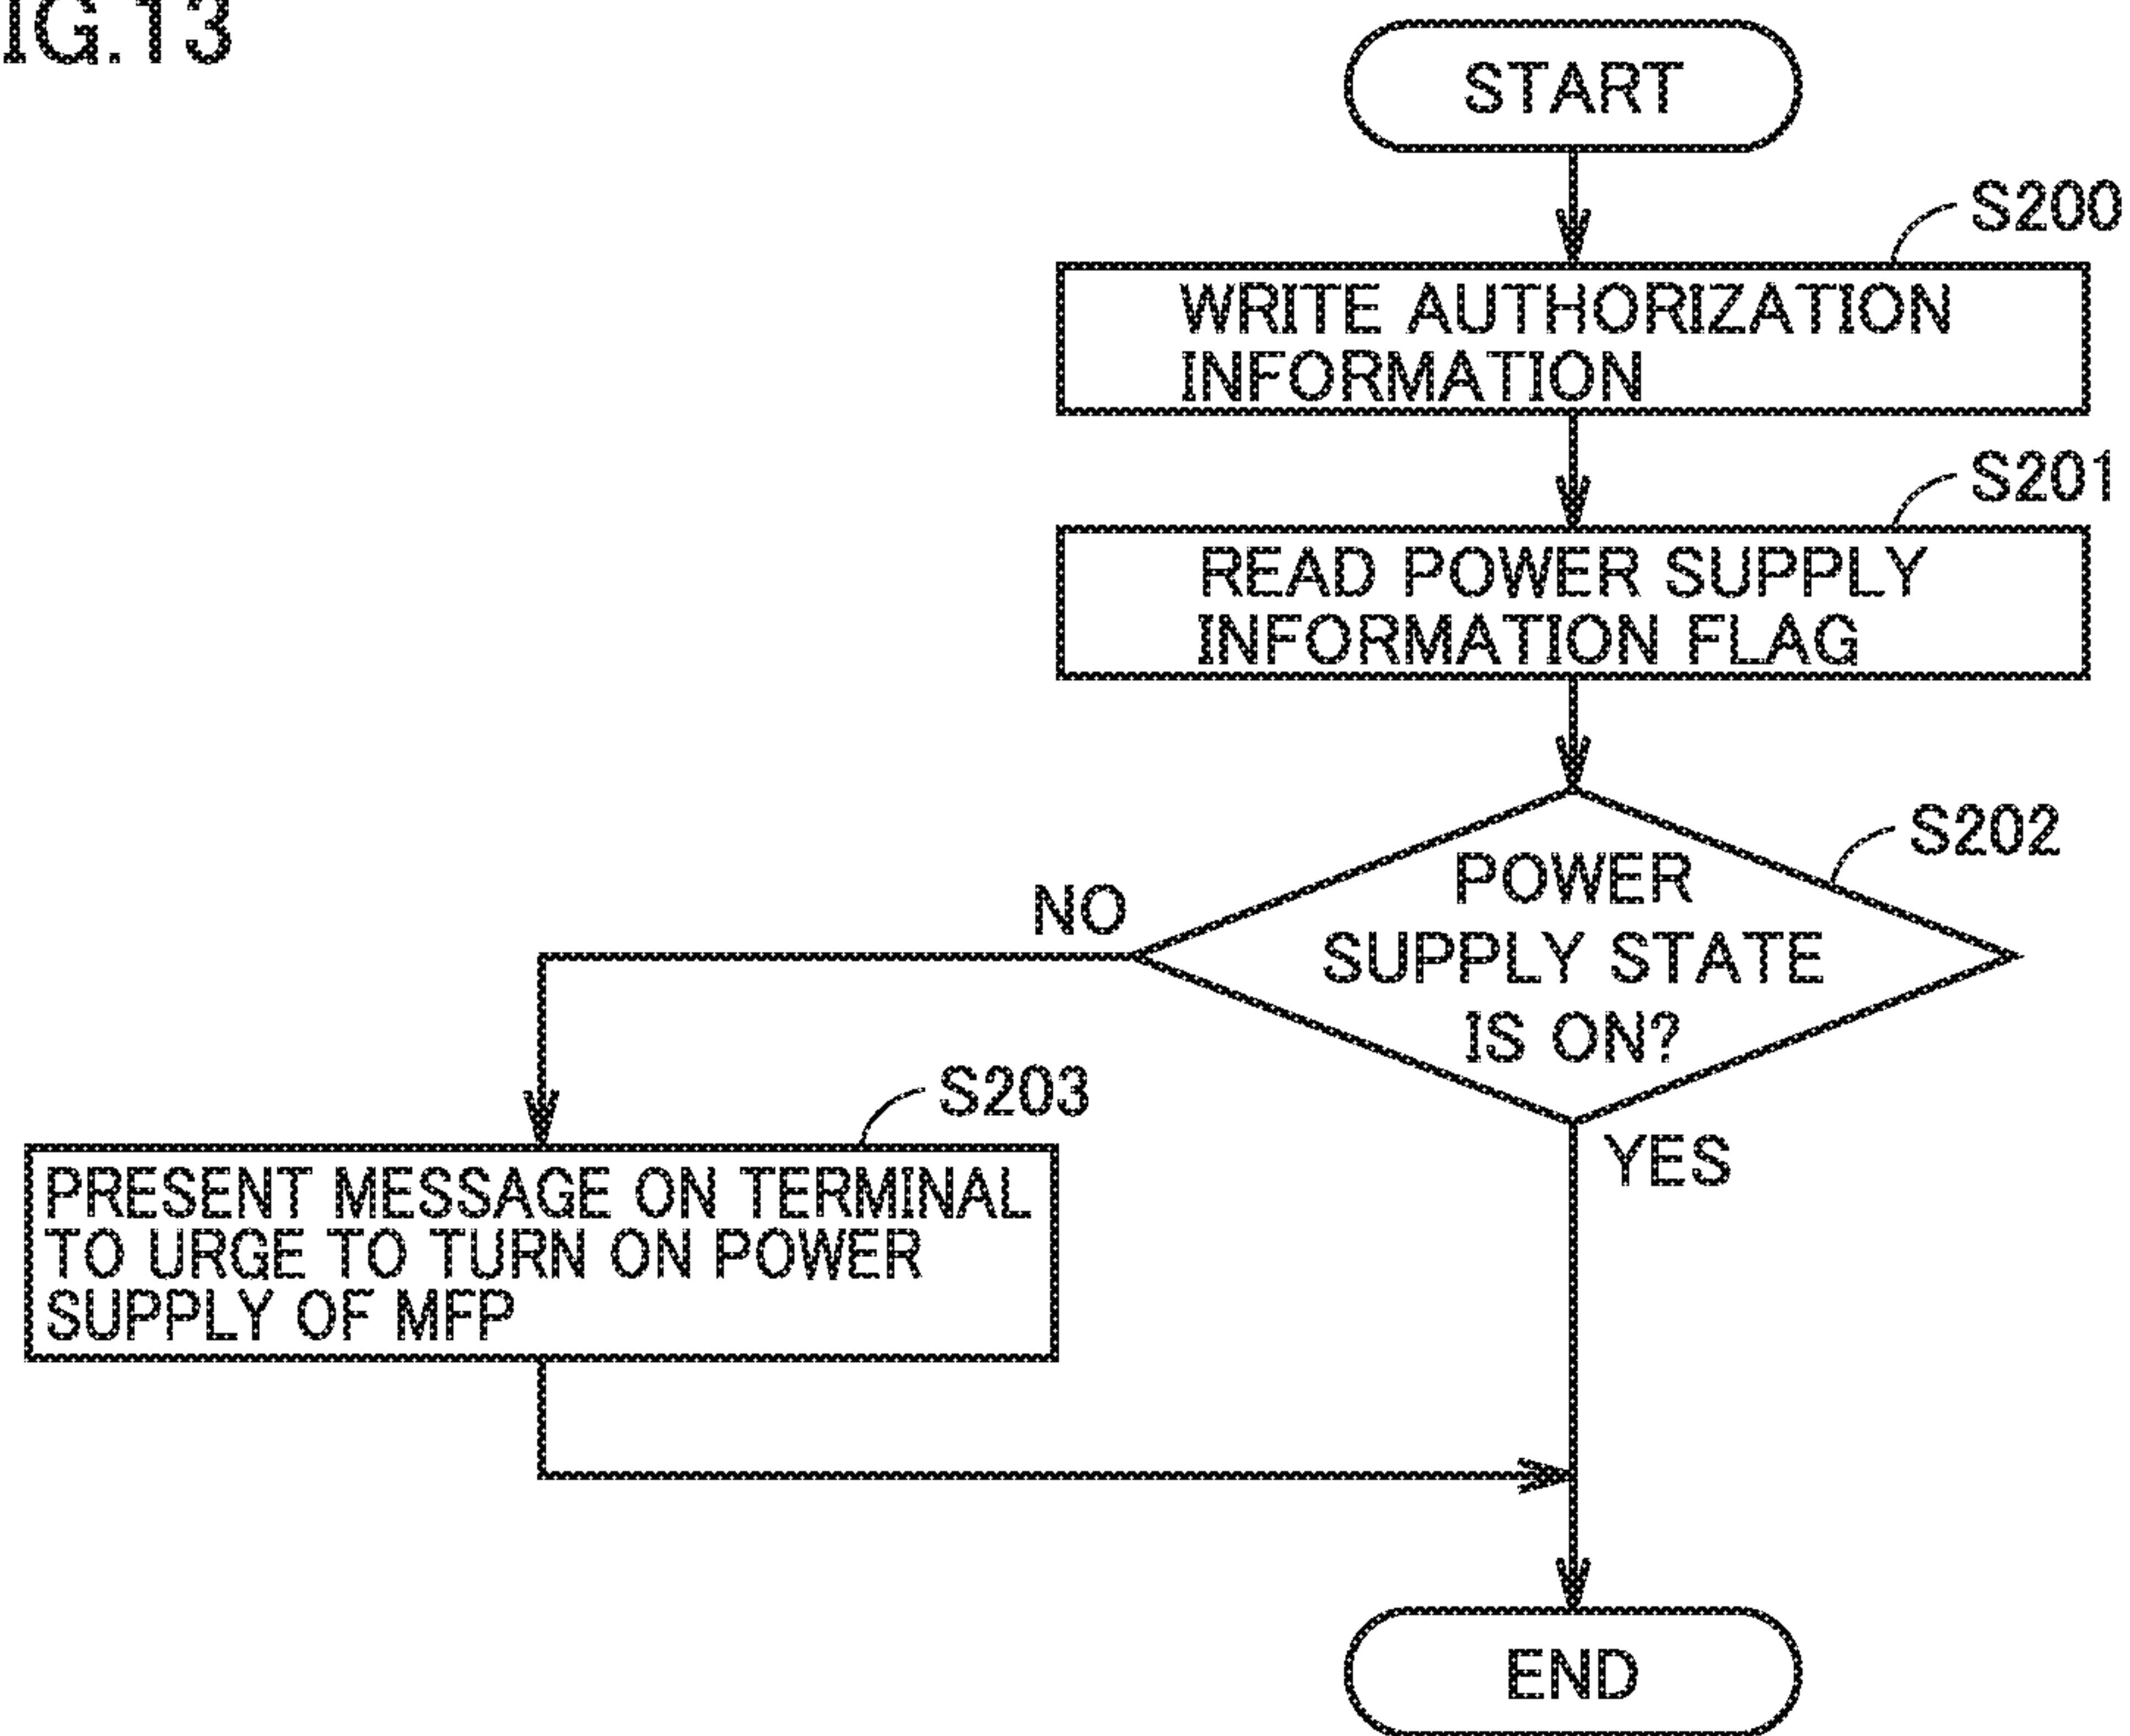 IG.13
START
S200
WRITE AUTHORIZATION
INFORMATION
S201
READ POWER SUPPLY
INFORMATION FLAG
S202
POWER
SUPPLY STATE
IS ON?
NO
YES
S203
PRESENT MESSAGE ON TERMINAL
TO URGE TO TURN ON POWER
SUPPLY OF MFP
END